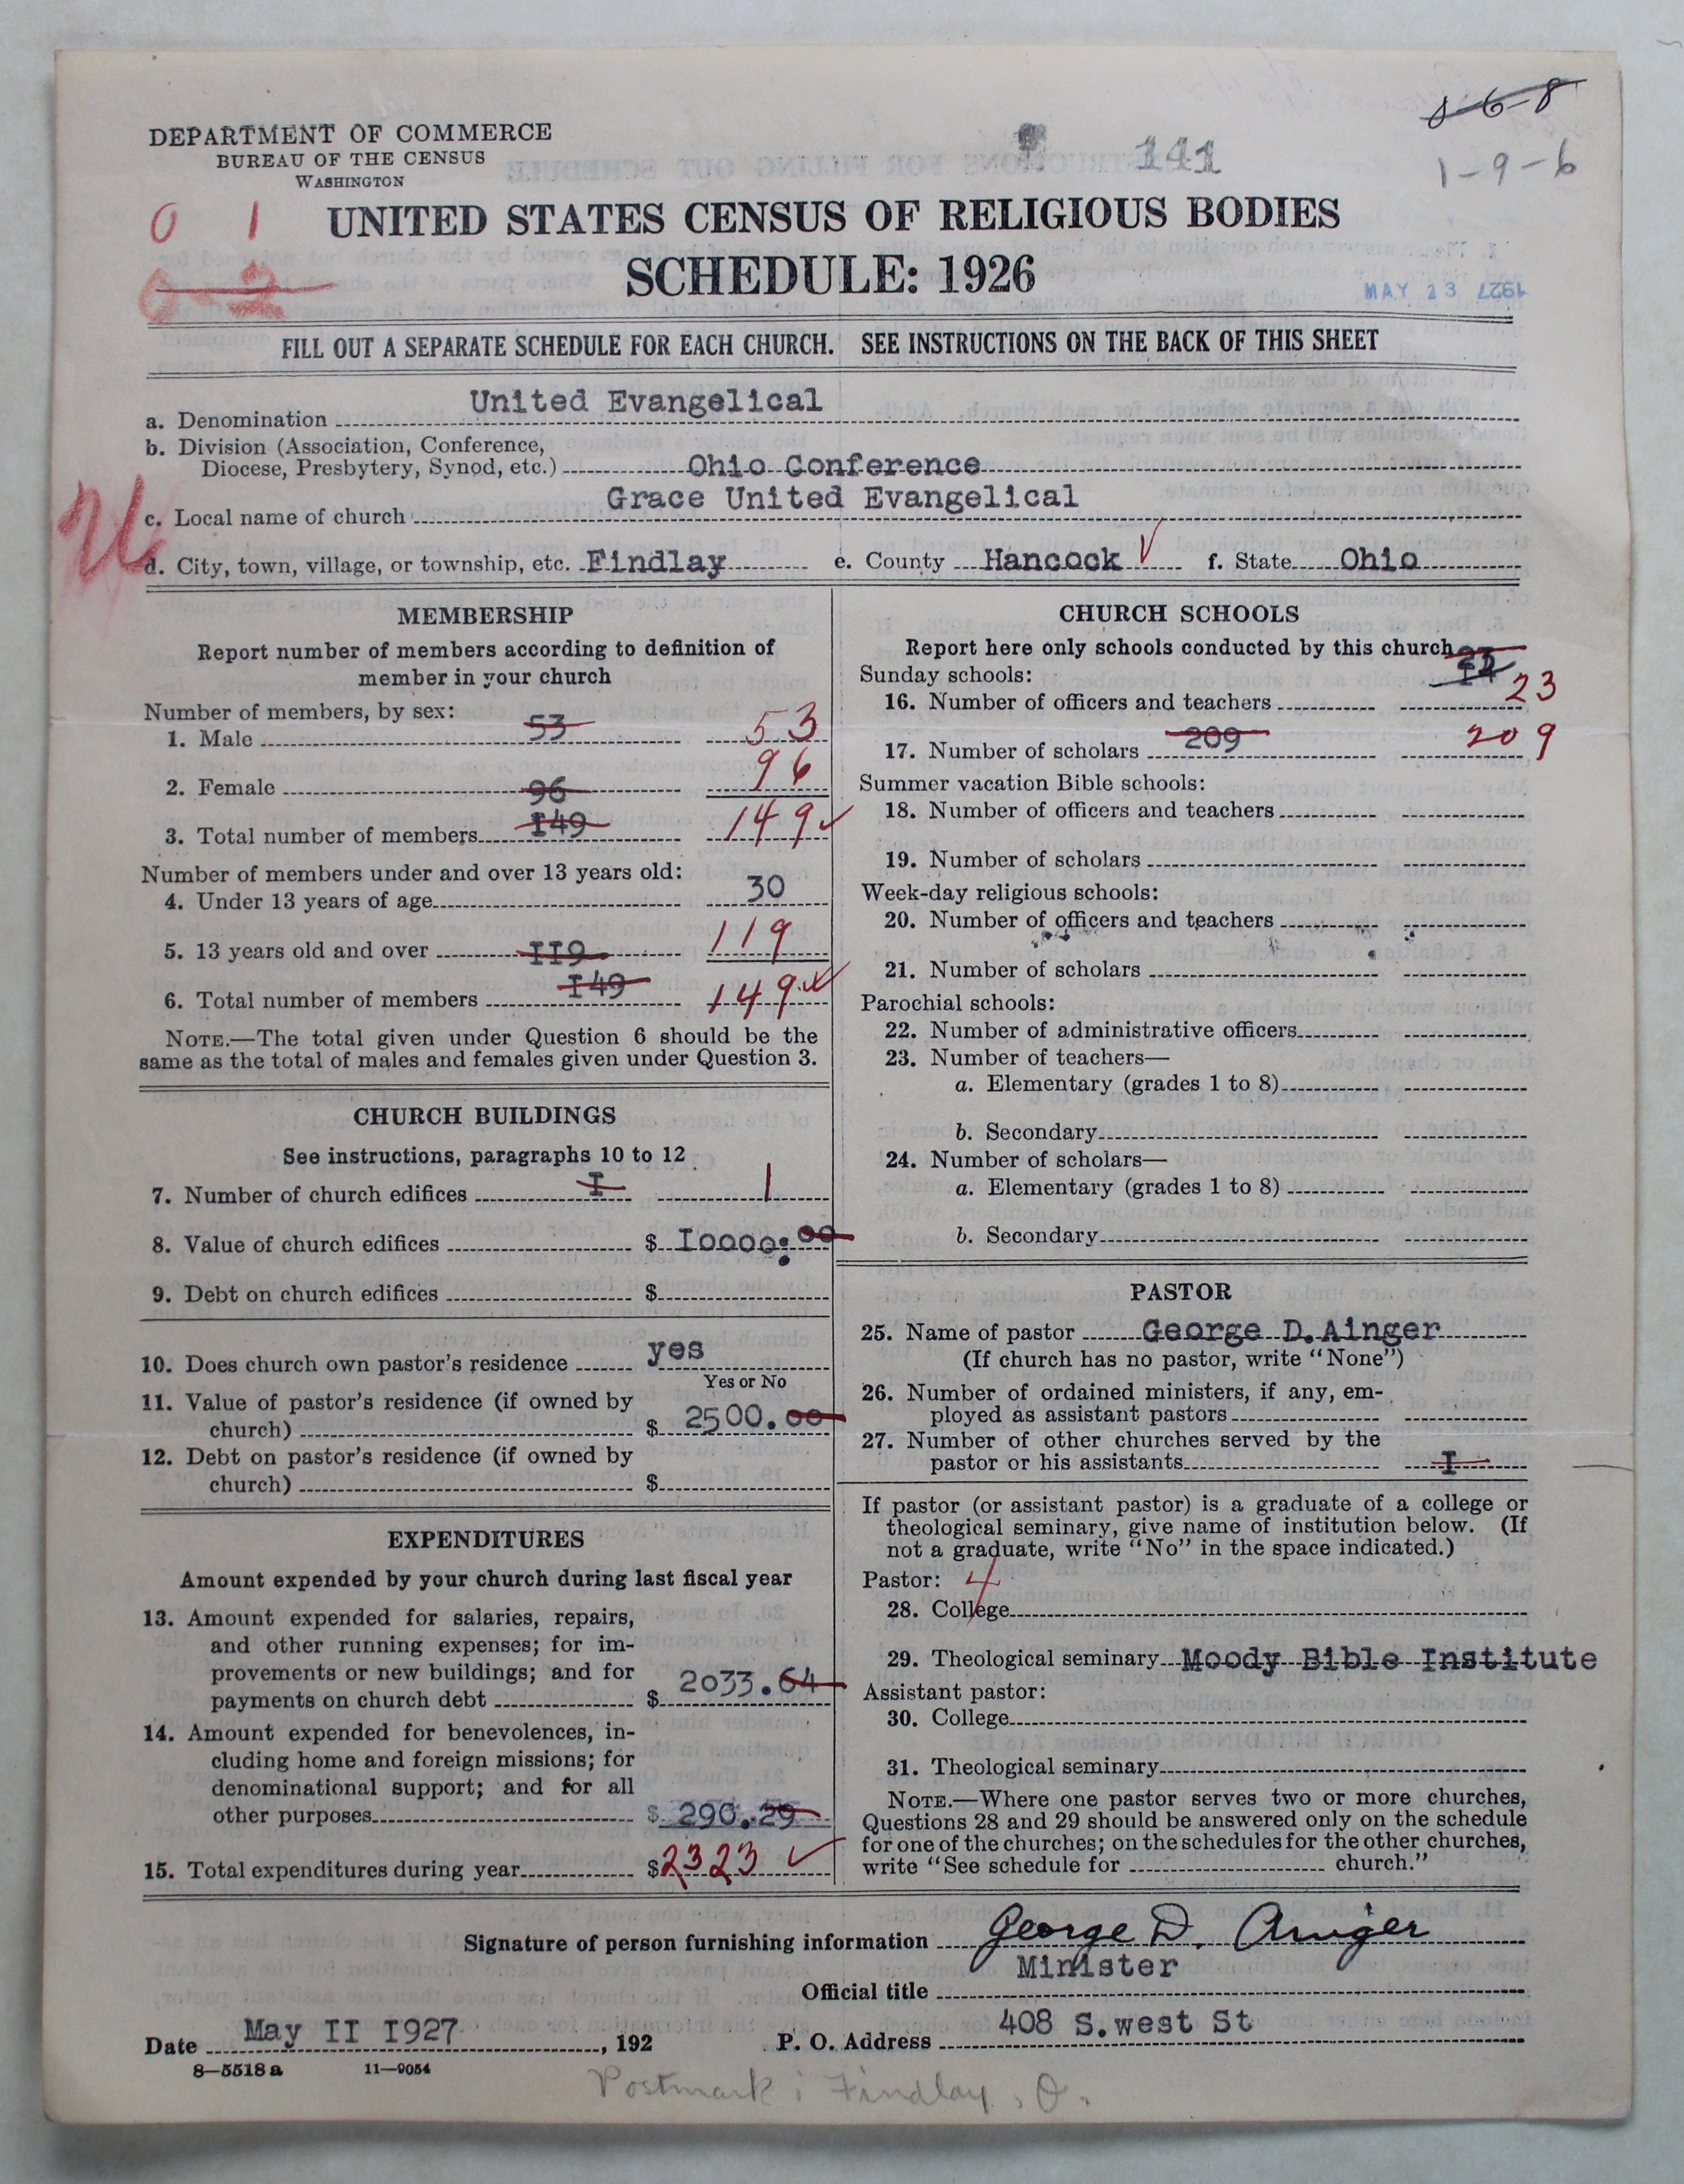 DEPARTMENT OF COMMERCE
BUREAU OF THE CENSUS
WASHINGTON
141
1-9-6
0 1
UNITED STATES CENSUS OF RELIGIOUS BODIES
SCHEDULE: 1926
MAY 13 1927
FILL OUT A SEPARATE SCHEDULE FOR EACH CHURCH. SEE INSTRUCTIONS ON THE BACK OF THIS SHEET
a. Denomination United Evangelical
b. Division (Association, Conference,
Diocese, Presbytery, Synod, etc.) Ohio Conference
c. Local name of church Grace United Evangelical
d. City, town, village, or township, etc. Findlay e. County Hancock f. State Ohio
MEMBERSHIP
Report number of members according to definition of
member in your church
Number of members, by sex:
1. Male 53 53
2. Female 96 96
3. Total number of members 149 149
Number of members under and over 13 years old:
4. Under 13 years of age 30
5. 13 years old and over II9 119
6. Total number of members I49 149
NOTE.—The total given under Question 6 should be the
same as the total of males and females given under Question 3.
CHURCH BUILDINGS
See instructions, paragraphs 10 to 12
7. Number of church edifices I 1
8. Value of church edifices $ I0000.00
9. Debt on church edifices $
10. Does church own pastor's residence yes
Yes or No
11. Value of pastor's residence (if owned by
church) $ 2500.00
12. Debt on pastor's residence (if owned by
church) $
EXPENDITURES
Amount expended by your church during last fiscal year
13. Amount expended for salaries, repairs,
and other running expenses; for im-
provements or new buildings; and for
payments on church debt $ 2033.64
14. Amount expended for benevolences, in-
cluding home and foreign missions; for
denominational support; and for all
other purposes $ 290.29
15. Total expenditures during year $2323
CHURCH SCHOOLS
Report here only schools conducted by this church
Sunday schools:
16. Number of officers and teachers 23
17. Number of scholars 209 209
Summer vacation Bible schools:
18. Number of officers and teachers
19. Number of scholars
Week-day religious schools:
20. Number of officers and teachers
21. Number of scholars
Parochial schools:
22. Number of administrative officers
23. Number of teachers—
a. Elementary (grades 1 to 8)
b. Secondary
24. Number of scholars—
a. Elementary (grades 1 to 8)
b. Secondary
PASTOR
25. Name of pastor George D. Ainger
(If church has no pastor, write "None")
26. Number of ordained ministers, if any, em-
ployed as assistant pastors
27. Number of other churches served by the
pastor or his assistants I
If pastor (or assistant pastor) is a graduate of a college or
theological seminary, give name of institution below. (If
not a graduate, write "No" in the space indicated.)
Pastor: 4
28. College
29. Theological seminary Moody Bible Institute
Assistant pastor:
30. College
31. Theological seminary
NOTE.—Where one pastor serves two or more churches,
Questions 28 and 29 should be answered only on the schedule
for one of the churches; on the schedules for the other churches,
write "See schedule for church."
Signature of person furnishing information George D. Ainger
Official title Minister
Date May II I927 , 192 P. O. Address 408 S.west St
8—5518 a 11—9054
Postmark: Findlay, O.